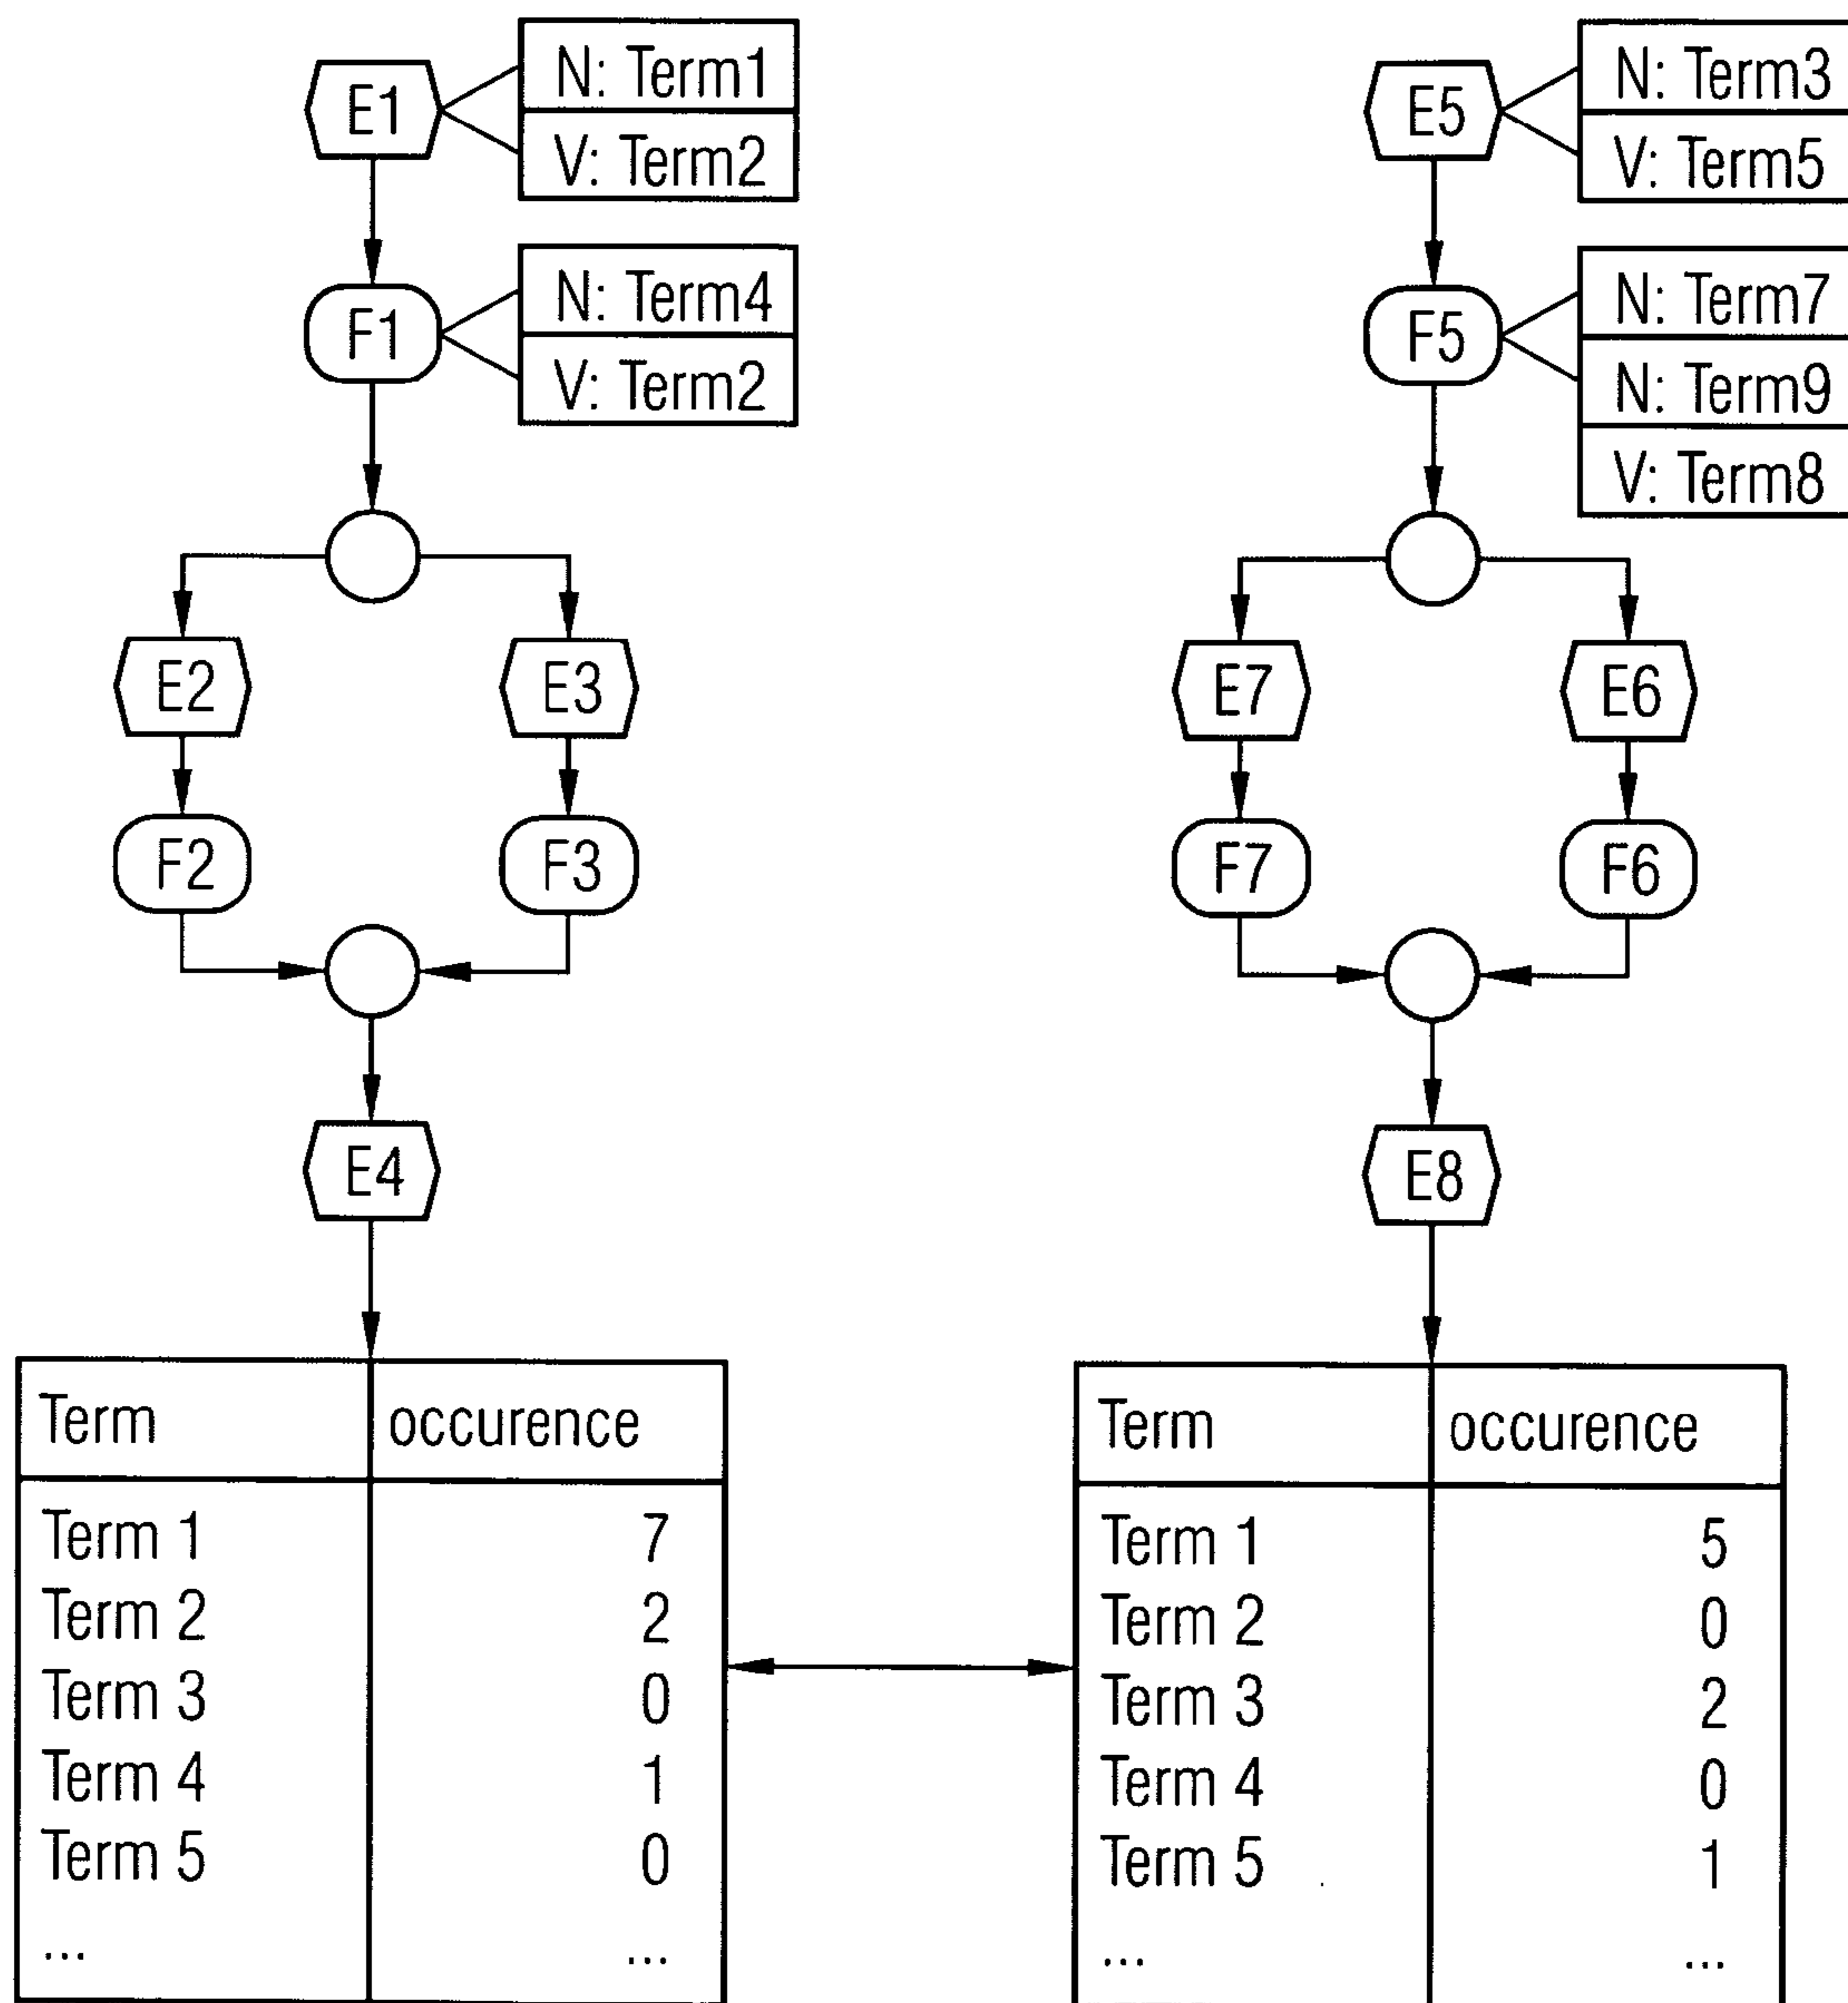 E1
N: Term1
V: Term2
F1
N: Term4
V: Term2
E2
E3
F2
F3
E4
Term occurence
Term 1 7
Term 2 2
Term 3 0
Term 4 1
Term 5 0
... ...
E5
N: Term3
V: Term5
F5
N: Term7
N: Term9
V: Term8
E7
E6
F7
F6
E8
Term occurence
Term 1 5
Term 2 0
Term 3 2
Term 4 0
Term 5 1
... ...